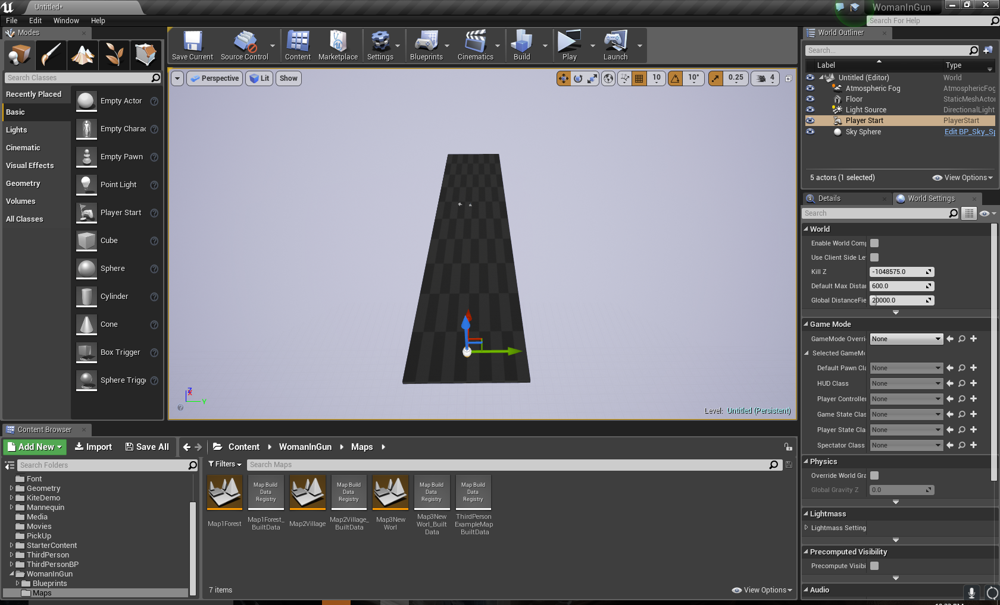 Untitled*
WomanInGun
File Edit Window Help
Search For Help
Modes
Search Classes
Recently Placed
Basic
Lights
Cinematic
Visual Effects
Geometry
Volumes
All Classes
Empty Actor
Empty Charac
Empty Pawn
Point Light
Player Start
Cube
Sphere
Cylinder
Cone
Box Trigger
Sphere Trigge
Save Current
Source Control
Content
Marketplace
Settings
Blueprints
Cinematics
Build
Play
Launch
Perspective
Lit
Show
10
10°
0.25
4
Z
X
Y
Level: Untitled (Persistent)
World Outliner
Search...
Label Type
Untitled (Editor) World
Atmospheric Fog AtmosphericFog
Floor StaticMeshActor
Light Source DirectionalLight
Player Start PlayerStart
Sky Sphere Edit BP_Sky_Sp
5 actors (1 selected)
View Options
Details
World Settings
Search
World
Enable World Comp
Use Client Side Le
Kill Z -1048575.0
Default Max Distan 600.0
Global DistanceFie 20000.0
Game Mode
GameMode Overri None
Selected GameM
Default Pawn Cla None
HUD Class None
Player Controller None
Game State Clas None
Player State Cla None
Spectator Class None
Physics
Override World Gra
Global Gravity Z 0.0
Lightmass
Lightmass Setting
Precomputed Visibility
Precompute Visibi
Audio
Content Browser
Add New
Import
Save All
Content
WomanInGun
Maps
Search Folders
Font
Geometry
KiteDemo
Mannequin
Media
Movies
PickUp
StarterContent
ThirdPerson
ThirdPersonBP
WomanInGun
Blueprints
Maps
Filters
Search Maps
Map1Forest
Map Build
Data
Registry
Map1Forest_
BuiltData
Map2Village
Map Build
Data
Registry
Map2Village_
BuiltData
Map3New
Worl
Map Build
Data
Registry
Map3New
Worl_Built
Data
Map Build
Data
Registry
ThirdPerson
ExampleMap
BuiltData
7 items
View Options